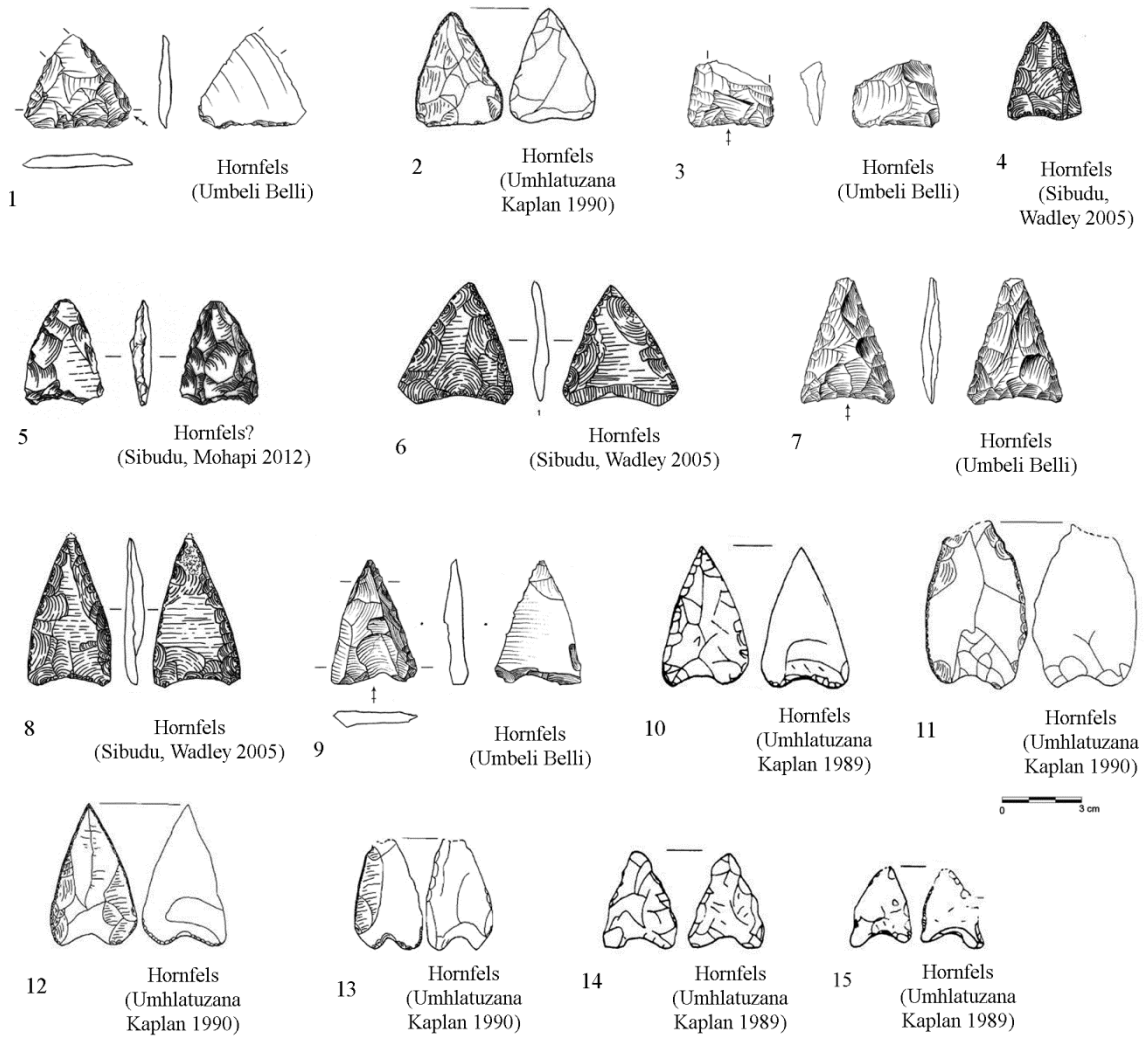 1
Hornfels
(Umbeli Belli)
2
Hornfels
(Umhlatuzana
Kaplan 1990)
3
Hornfels
(Umbeli Belli)
4
Hornfels
(Sibudu,
Wadley 2005)
5
Hornfels?
(Sibudu, Mohapi 2012)
6
1
Hornfels
(Sibudu, Wadley 2005)
7
Hornfels
(Umbeli Belli)
8
Hornfels
(Sibudu, Wadley 2005)
9
Hornfels
(Umbeli Belli)
10
Hornfels
(Umhlatuzana
Kaplan 1989)
11
Hornfels
(Umhlatuzana
Kaplan 1990)
0 3 cm
12
Hornfels
(Umhlatuzana
Kaplan 1990)
13
Hornfels
(Umhlatuzana
Kaplan 1990)
14
Hornfels
(Umhlatuzana
Kaplan 1989)
15
Hornfels
(Umhlatuzana
Kaplan 1989)